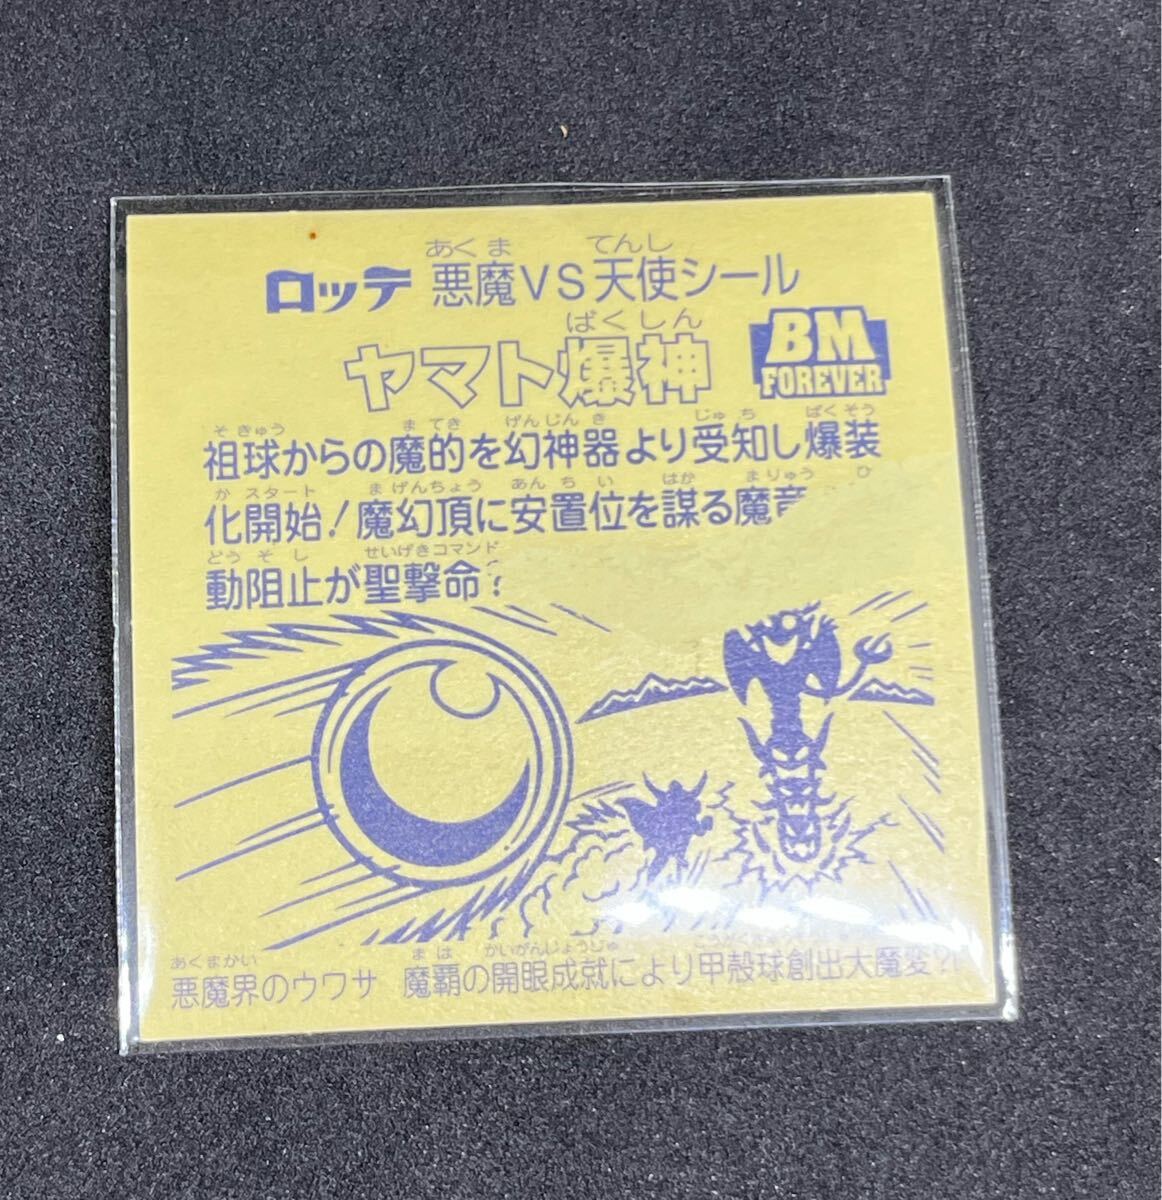 あくま てんし
ロッテ 悪魔VS天使シール
ばくしん
ヤマト爆神
BM
FOREVER
そきゅう まてき げんじんき じゅち ばくそう
祖球からの魔的を幻神器より受知し爆装
か スタート まげんちょう あんちい はか まりゅう ひ
化開始!魔幻頂に安置位を謀る魔
どうそし せいげきコマンド
動阻止が聖撃命
あくまかい まは かいがんじょうじゅ
悪魔界のウワサ 魔覇の開眼成就により甲殻球創出大魔変?!